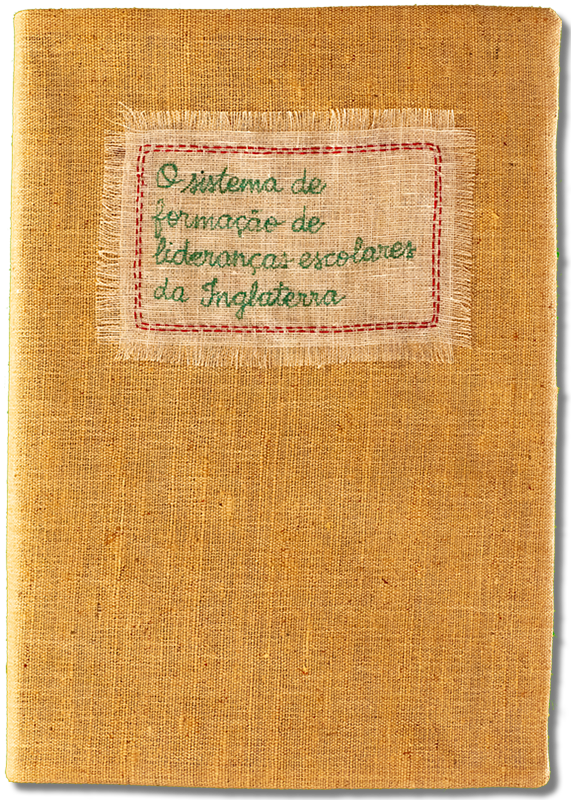 O sistema de
formação de
lideranças escolares
da Inglaterra